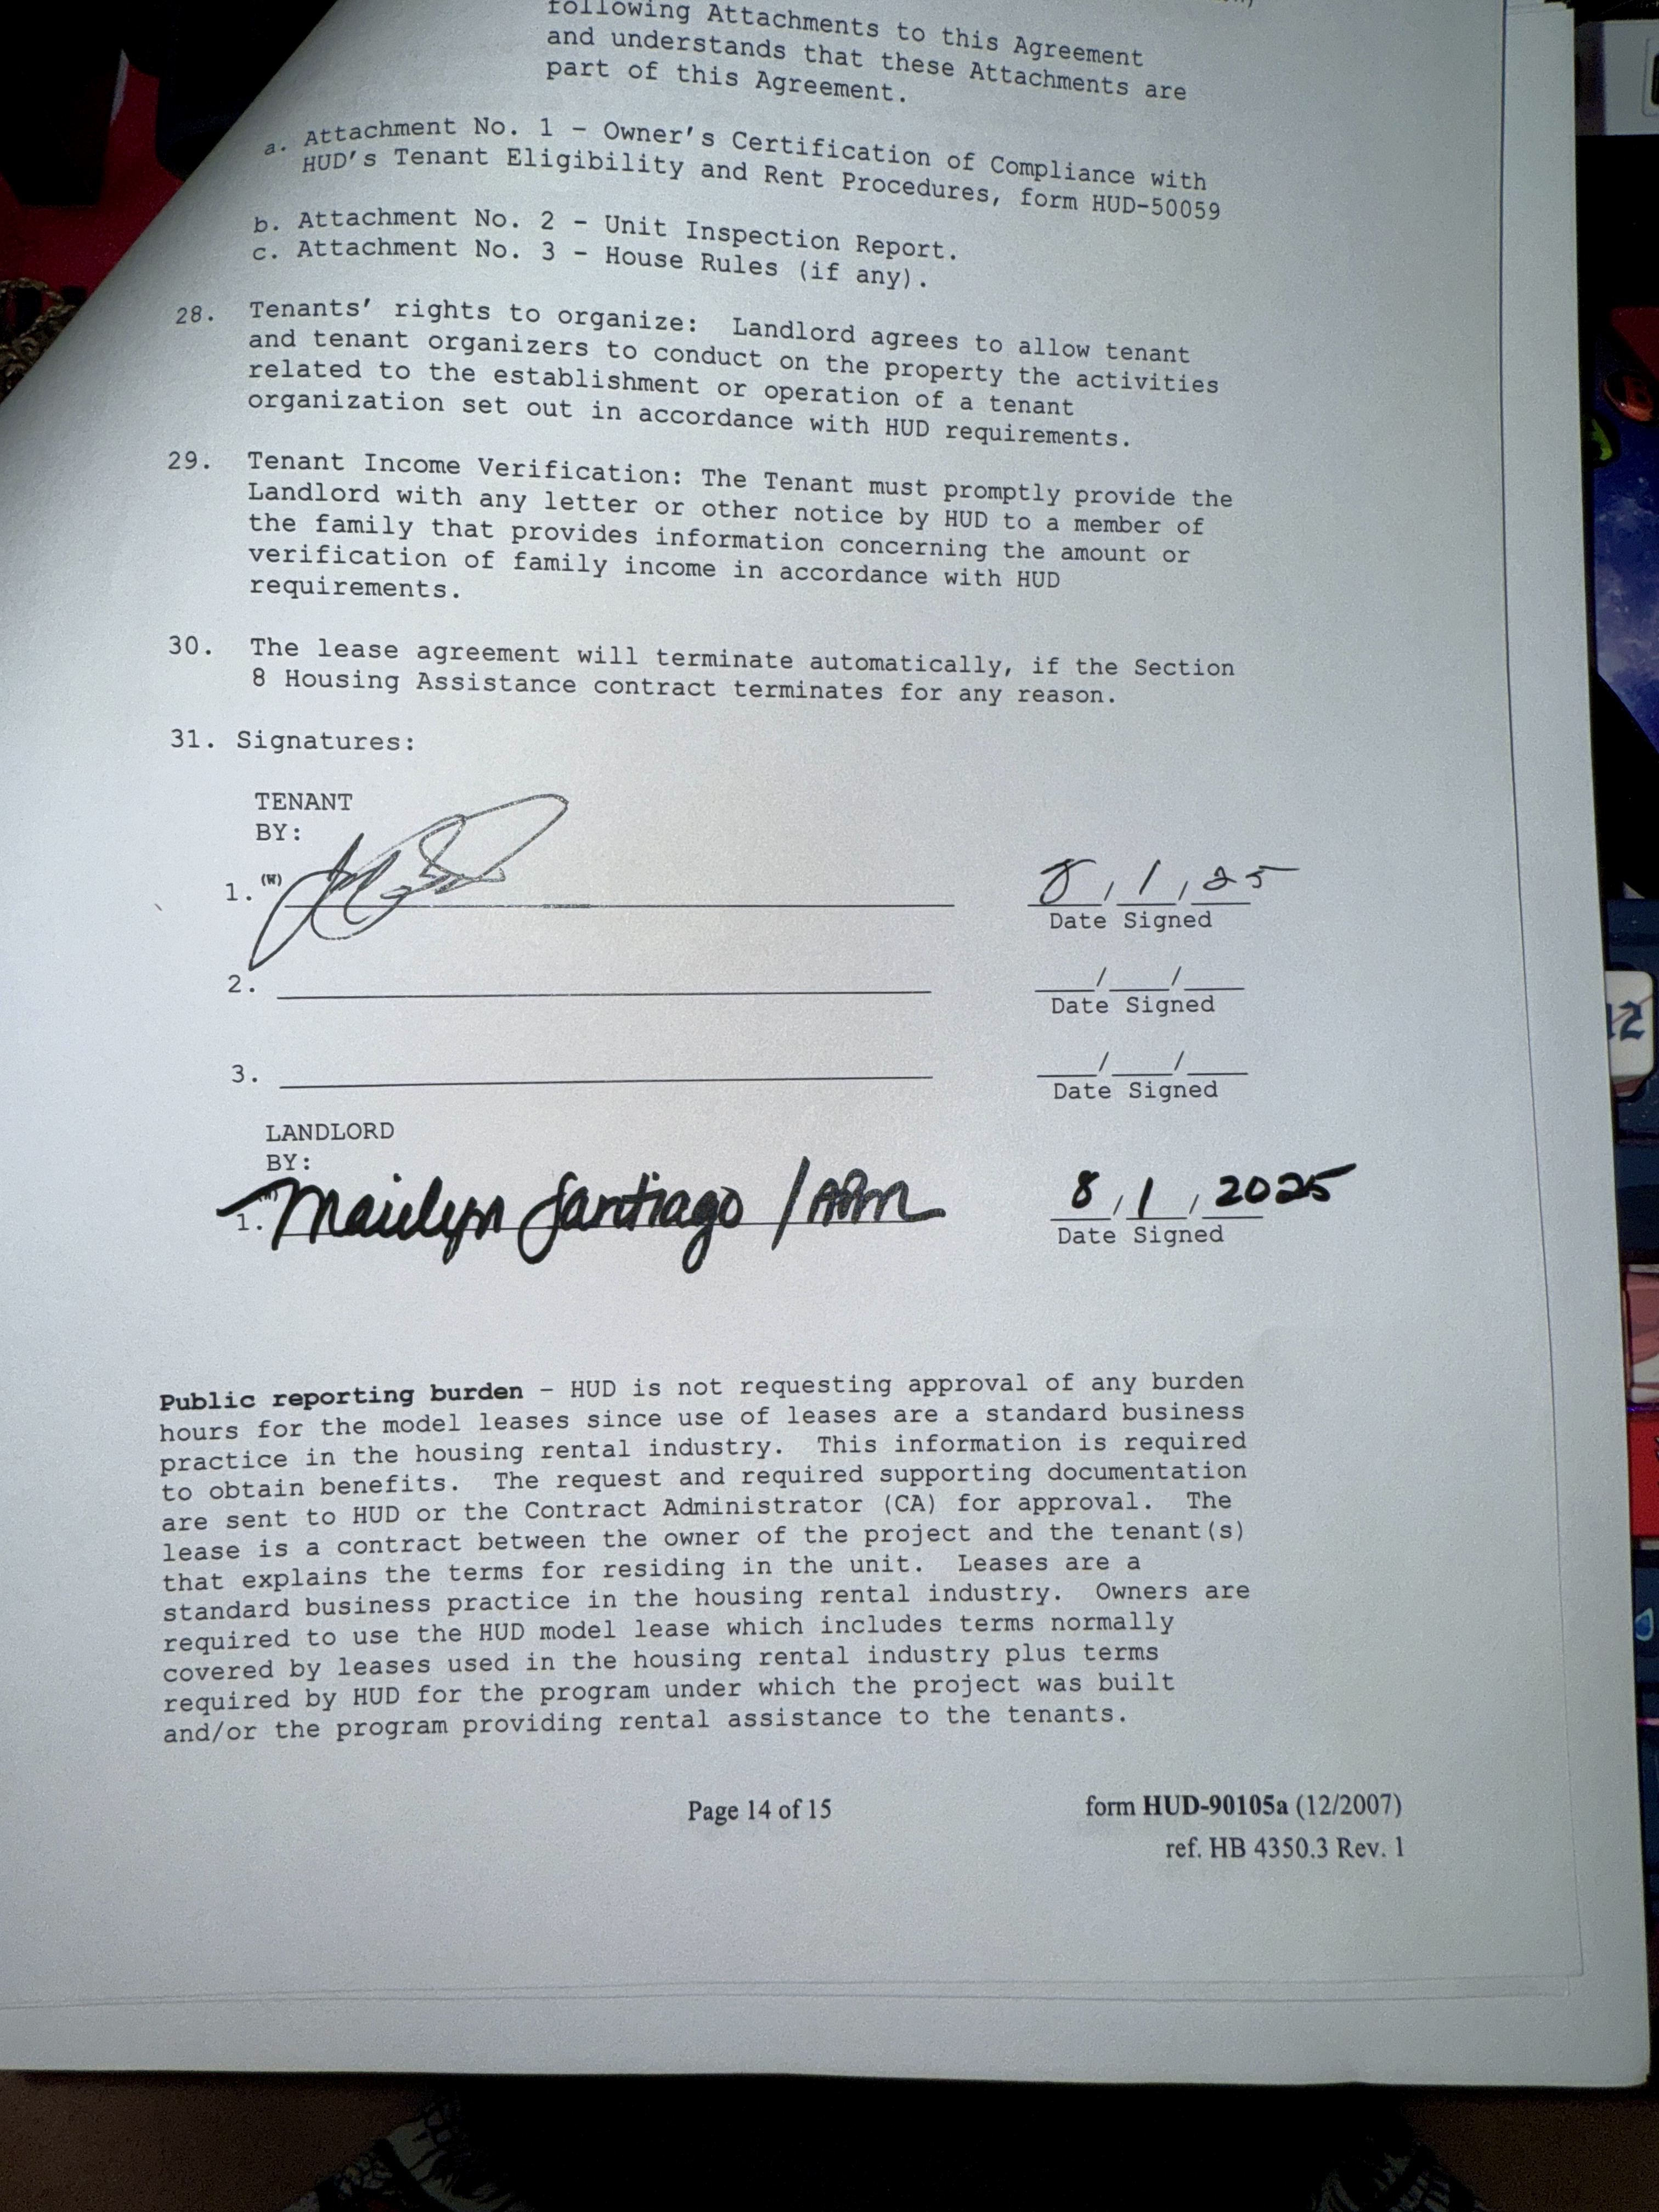 following Attachments to this Agreement
and understands that these Attachments are
part of this Agreement.
a. Attachment No. 1 – Owner's Certification of Compliance with
HUD's Tenant Eligibility and Rent Procedures, form HUD-50059
b. Attachment No. 2 – Unit Inspection Report.
c. Attachment No. 3 – House Rules (if any).
28. Tenants' rights to organize: Landlord agrees to allow tenant
and tenant organizers to conduct on the property the activities
related to the establishment or operation of a tenant
organization set out in accordance with HUD requirements.
29. Tenant Income Verification: The Tenant must promptly provide the
Landlord with any letter or other notice by HUD to a member of
the family that provides information concerning the amount or
verification of family income in accordance with HUD
requirements.
30. The lease agreement will terminate automatically, if the Section
8 Housing Assistance contract terminates for any reason.
31. Signatures:
TENANT
BY:
1. (W) 8/1/25
Date Signed
2. ___/___/___
Date Signed
3. ___/___/___
Date Signed
LANDLORD
BY:
1. Mailyn Santiago /APM 8/1/2025
Date Signed
Public reporting burden – HUD is not requesting approval of any burden
hours for the model leases since use of leases are a standard business
practice in the housing rental industry. This information is required
to obtain benefits. The request and required supporting documentation
are sent to HUD or the Contract Administrator (CA) for approval. The
lease is a contract between the owner of the project and the tenant(s)
that explains the terms for residing in the unit. Leases are a
standard business practice in the housing rental industry. Owners are
required to use the HUD model lease which includes terms normally
covered by leases used in the housing rental industry plus terms
required by HUD for the program under which the project was built
and/or the program providing rental assistance to the tenants.
Page 14 of 15
form HUD-90105a (12/2007)
ref. HB 4350.3 Rev. 1